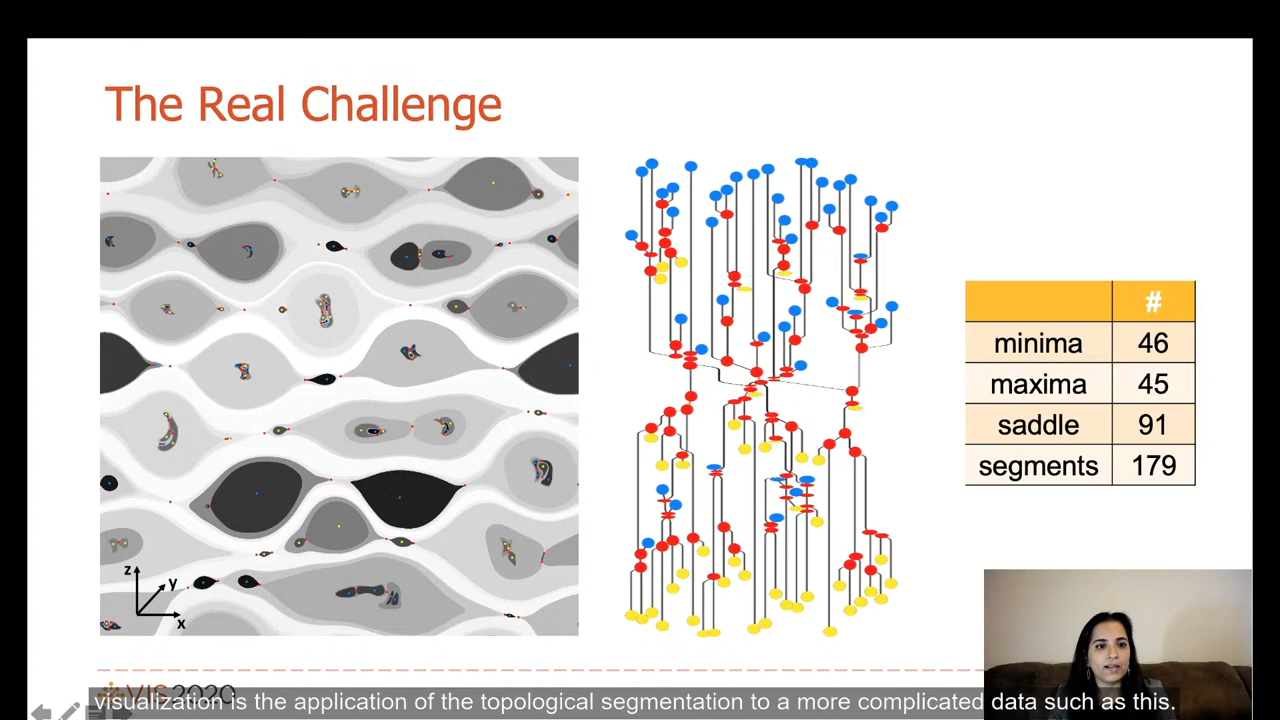 The Real Challenge
z
y
x
#
minima 46
maxima 45
saddle 91
segments 179
VIS2020
visualization is the application of the topological segmentation to a more complicated data such as this.